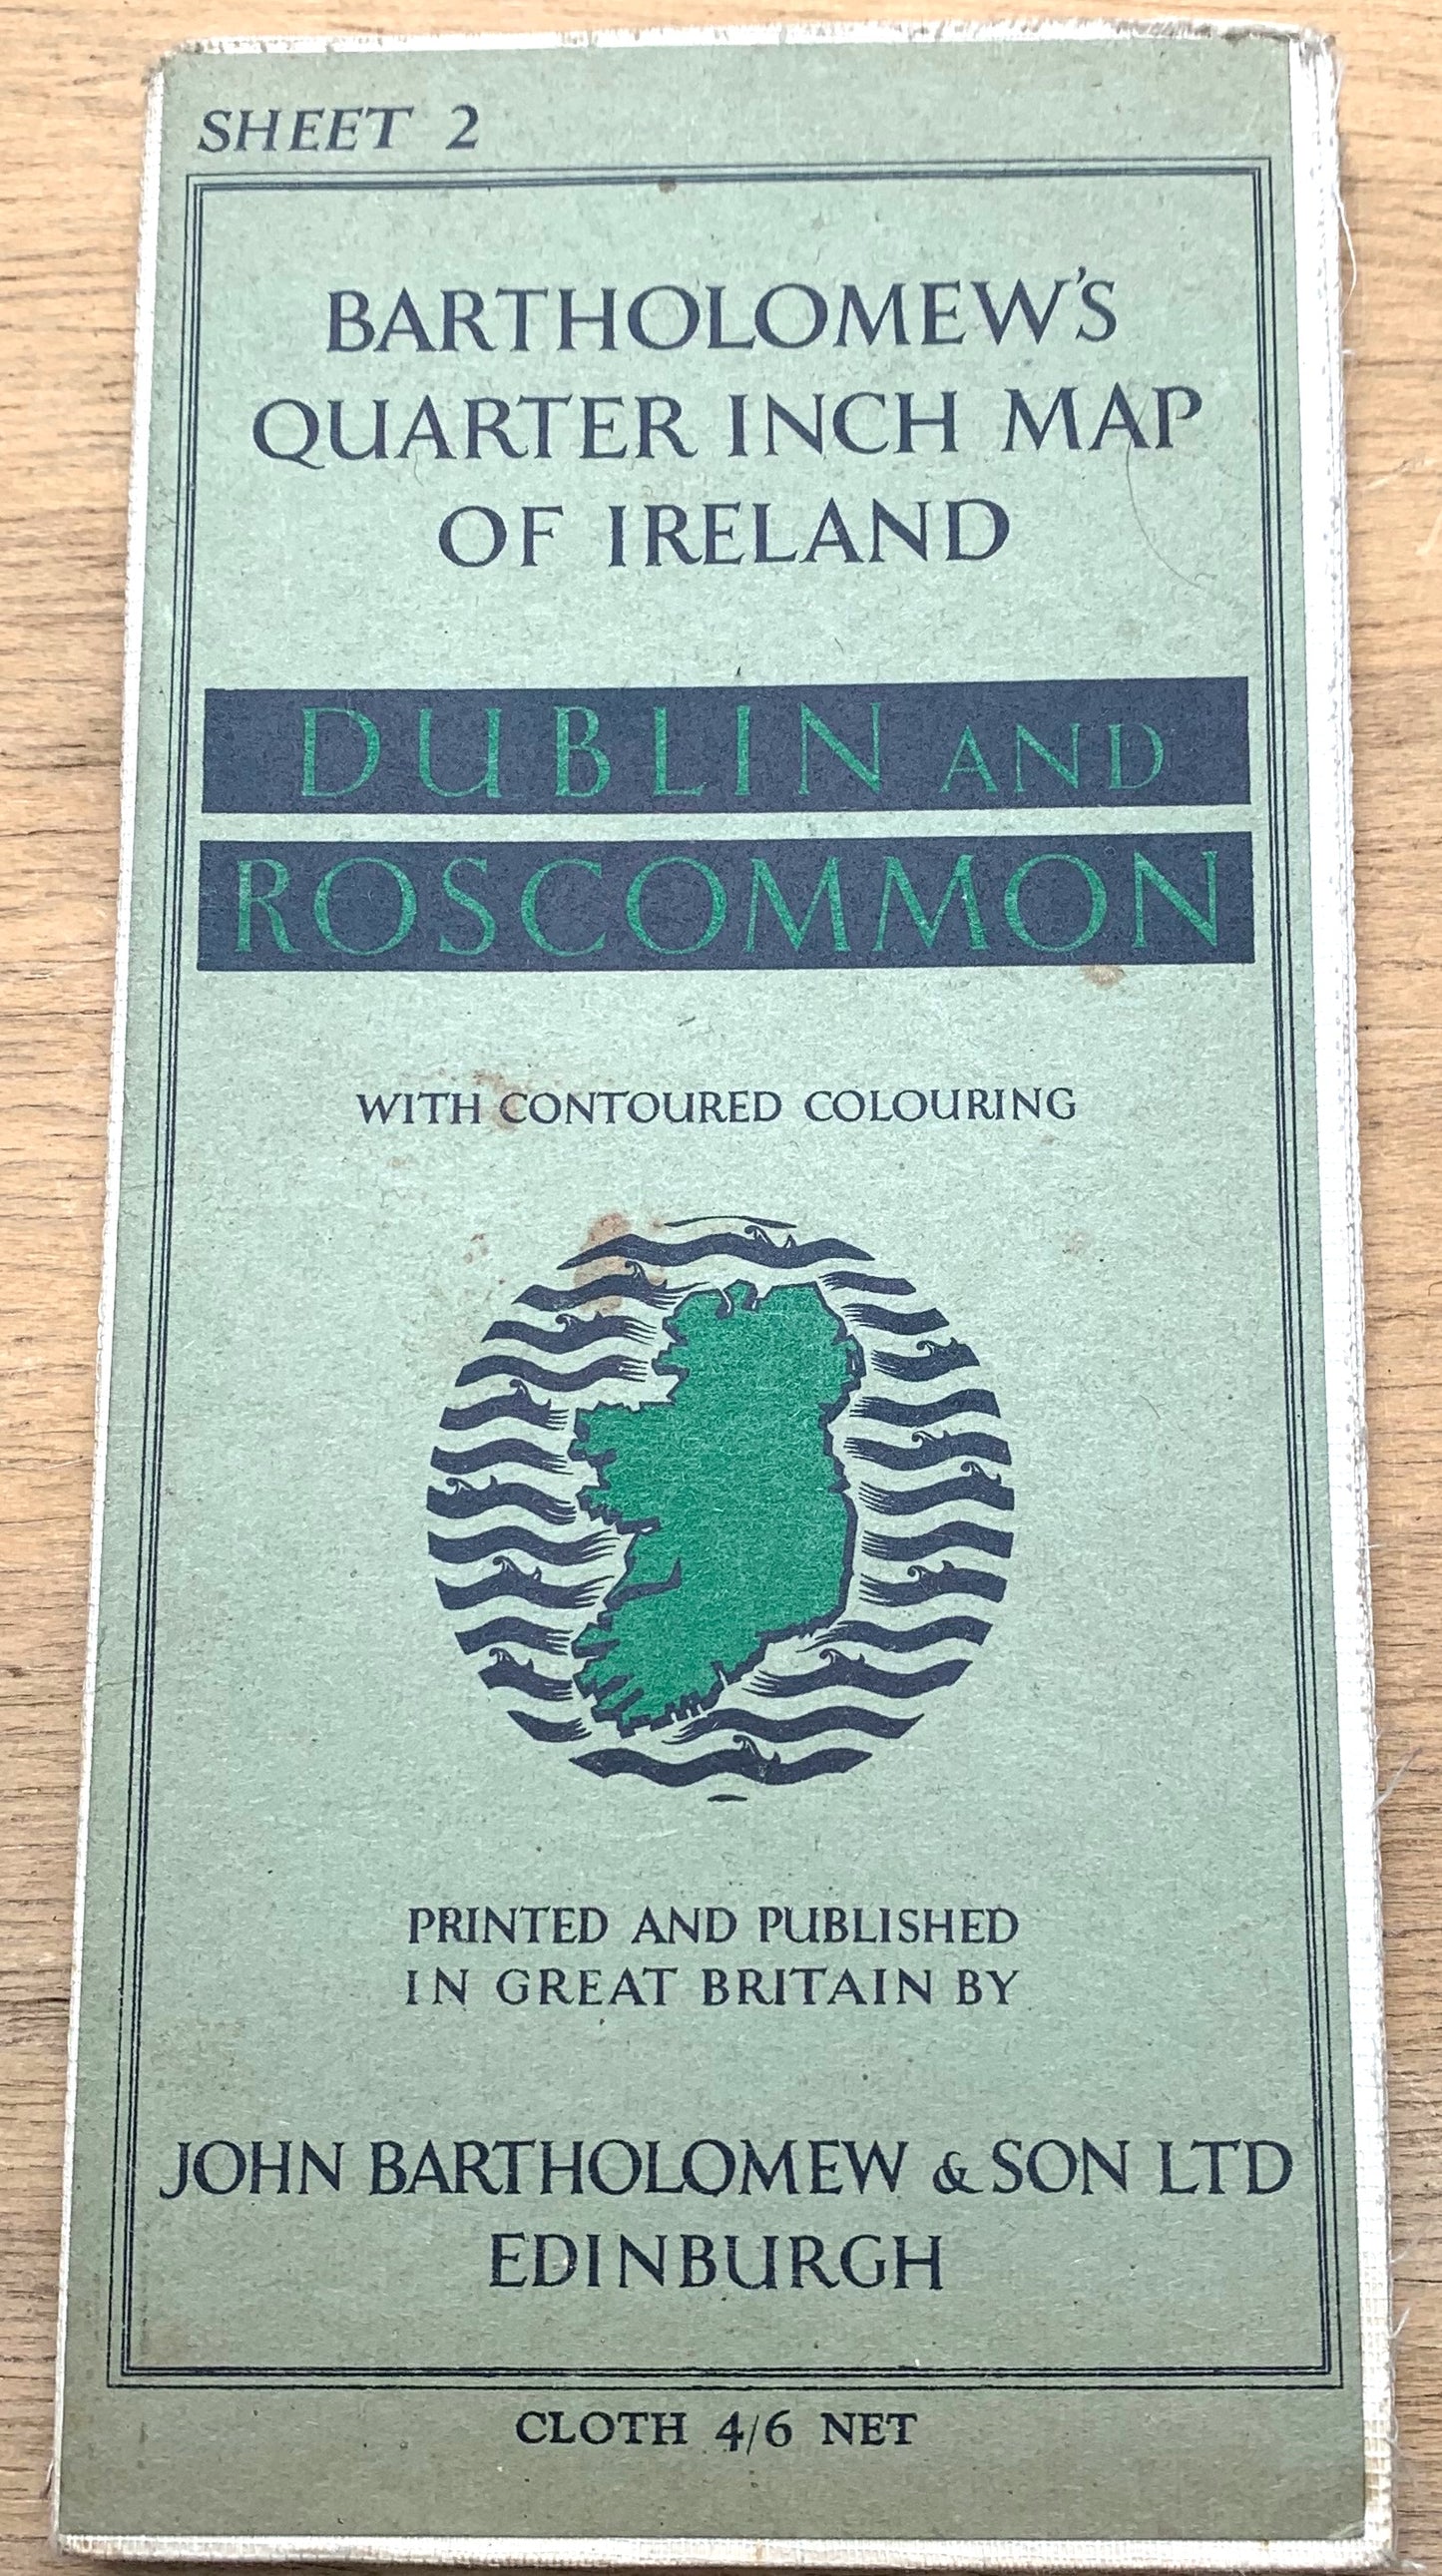 SHEET 2
BARTHOLOMEW'S
QUARTER INCH MAP
OF IRELAND
DUBLIN AND
ROSCOMMON
WITH CONTOURED COLOURING
PRINTED AND PUBLISHED
IN GREAT BRITAIN BY
JOHN BARTHOLOMEW & SON LTD
EDINBURGH
CLOTH 4/6 NET